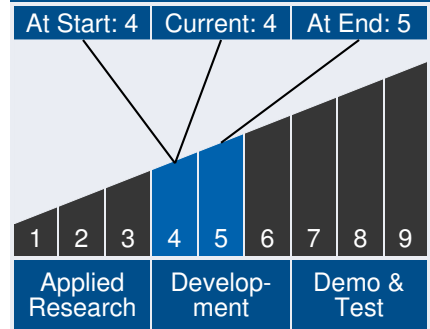 At Start: 4 Current: 4 At End: 5
1 2 3 4 5 6 7 8 9
Applied Develop- Demo &
Research ment Test